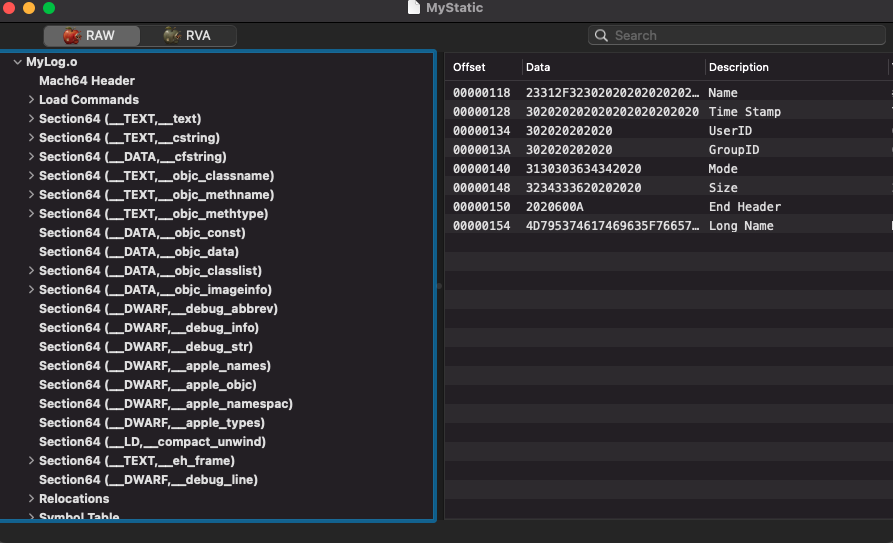 MyStatic
RAW RVA
Search
MyLog.o
Mach64 Header
Load Commands
Section64 (__TEXT,__text)
Section64 (__TEXT,__cstring)
Section64 (__DATA,__cfstring)
Section64 (__TEXT,__objc_classname)
Section64 (__TEXT,__objc_methname)
Section64 (__TEXT,__objc_methtype)
Section64 (__DATA,__objc_const)
Section64 (__DATA,__objc_data)
Section64 (__DATA,__objc_classlist)
Section64 (__DATA,__objc_imageinfo)
Section64 (__DWARF,__debug_abbrev)
Section64 (__DWARF,__debug_info)
Section64 (__DWARF,__debug_str)
Section64 (__DWARF,__apple_names)
Section64 (__DWARF,__apple_objc)
Section64 (__DWARF,__apple_namespac)
Section64 (__DWARF,__apple_types)
Section64 (__LD,__compact_unwind)
Section64 (__TEXT,__eh_frame)
Section64 (__DWARF,__debug_line)
Relocations
Symbol Table
Offset Data Description
00000118 23312F32302020202020202... Name
00000128 302020202020202020202020 Time Stamp
00000134 302020202020 UserID
0000013A 302020202020 GroupID
00000140 3130303634342020 Mode
00000148 3234333620202020 Size
00000150 2020600A End Header
00000154 4D795374617469635F76657... Long Name